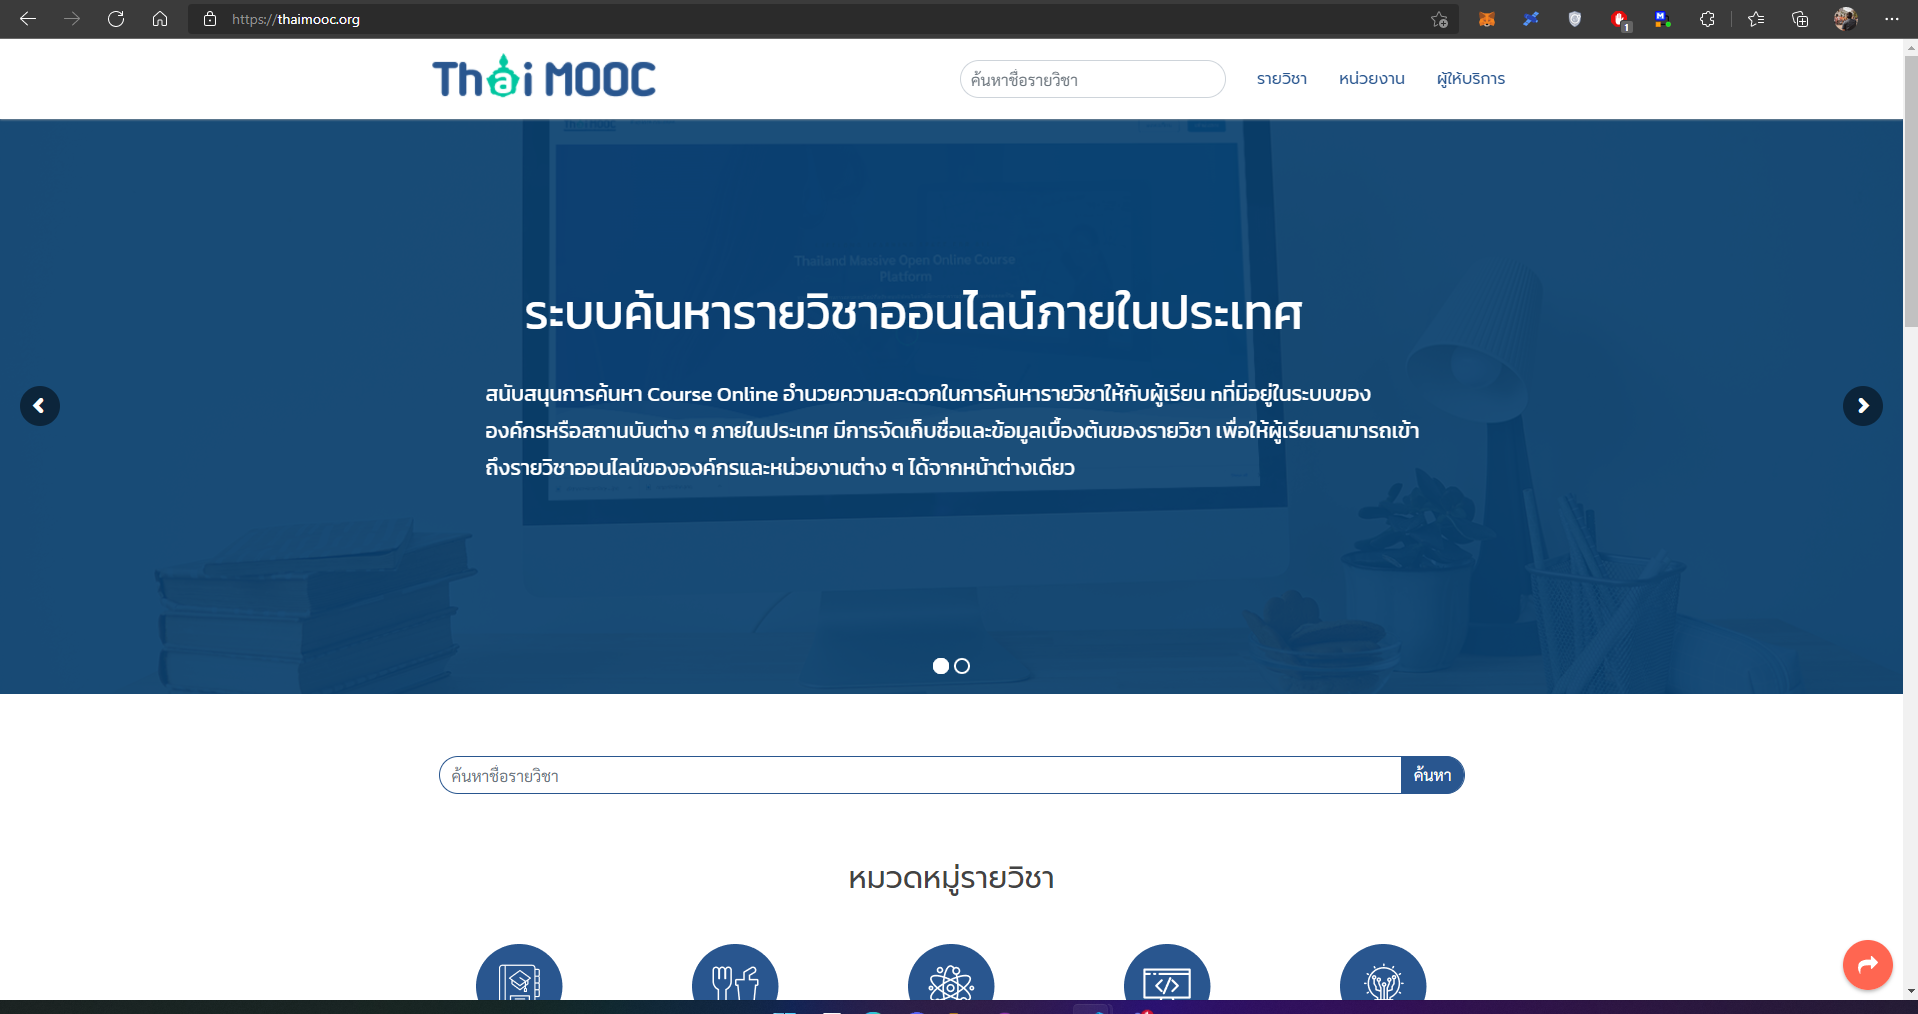 https://thaimooc.org
1
Thai MOOC
ค้นหาชื่อรายวิชา
รายวิชา
หน่วยงาน
ผู้ให้บริการ
Thai MOOC
Thailand Massive Open Online Course
Platform
ระบบค้นหารายวิชาออนไลน์ภายในประเทศ
สนับสนุนการค้นหา Course Online อำนวยความสะดวกในการค้นหารายวิชาให้กับผู้เรียน nที่มีอยู่ในระบบของ
องค์กรหรือสถาบันต่าง ๆ ภายในประเทศ มีการจัดเก็บชื่อและข้อมูลเบื้องต้นของรายวิชา เพื่อให้ผู้เรียนสามารถเข้า
ถึงรายวิชาออนไลน์ขององค์กรและหน่วยงานต่าง ๆ ได้จากหน้าต่างเดียว
ค้นหาชื่อรายวิชา
ค้นหา
หมวดหมู่รายวิชา